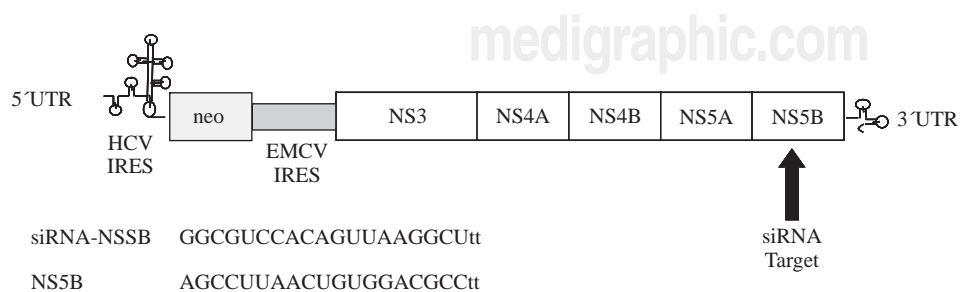 medigraphic.com
5´UTR
neo
NS3
NS4A
NS4B
NS5A
NS5B
3´UTR
HCV
IRES
EMCV
IRES
siRNA
Target
siRNA-NSSB GGCGUCCACAGUUAAGGCUtt
NS5B AGCCUUAACUGUGGACGCCtt